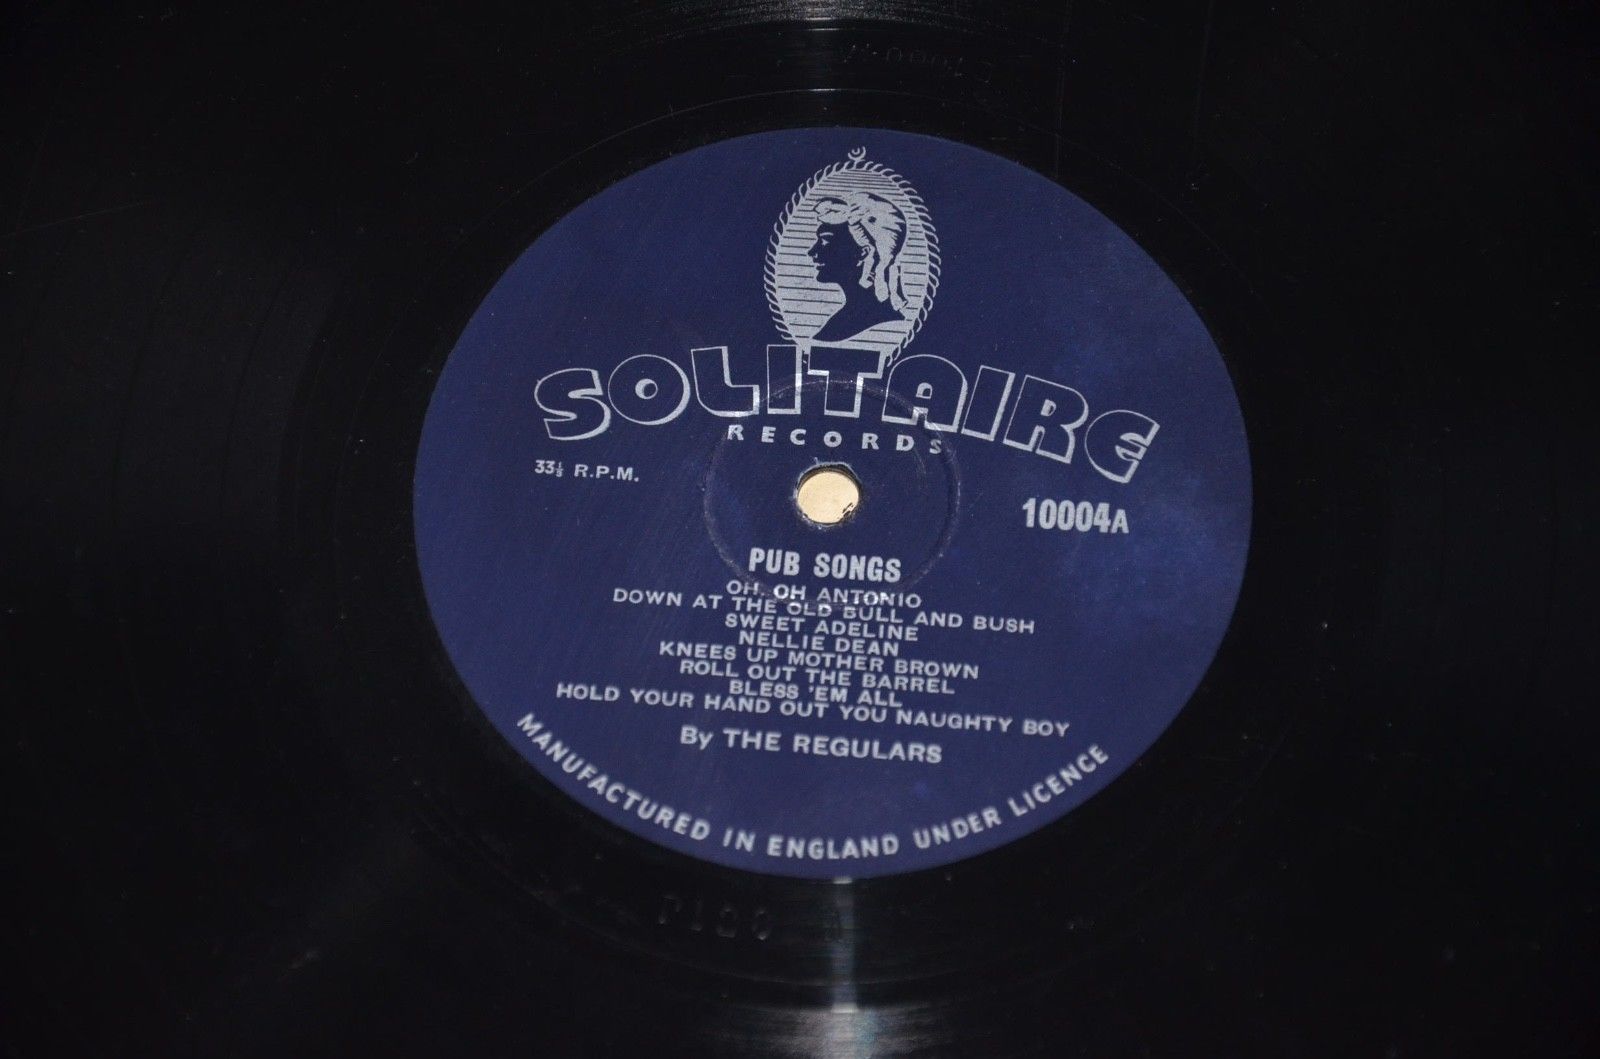 SOLITAIRE
RECORDS
33⅓ R.P.M.
10004A
PUB SONGS
OH, OH ANTONIO
DOWN AT THE OLD BULL AND BUSH
SWEET ADELINE
NELLIE DEAN
KNEES UP MOTHER BROWN
ROLL OUT THE BARREL
BLESS 'EM ALL
HOLD YOUR HAND OUT YOU NAUGHTY BOY
By THE REGULARS
MANUFACTURED IN ENGLAND UNDER LICENCE